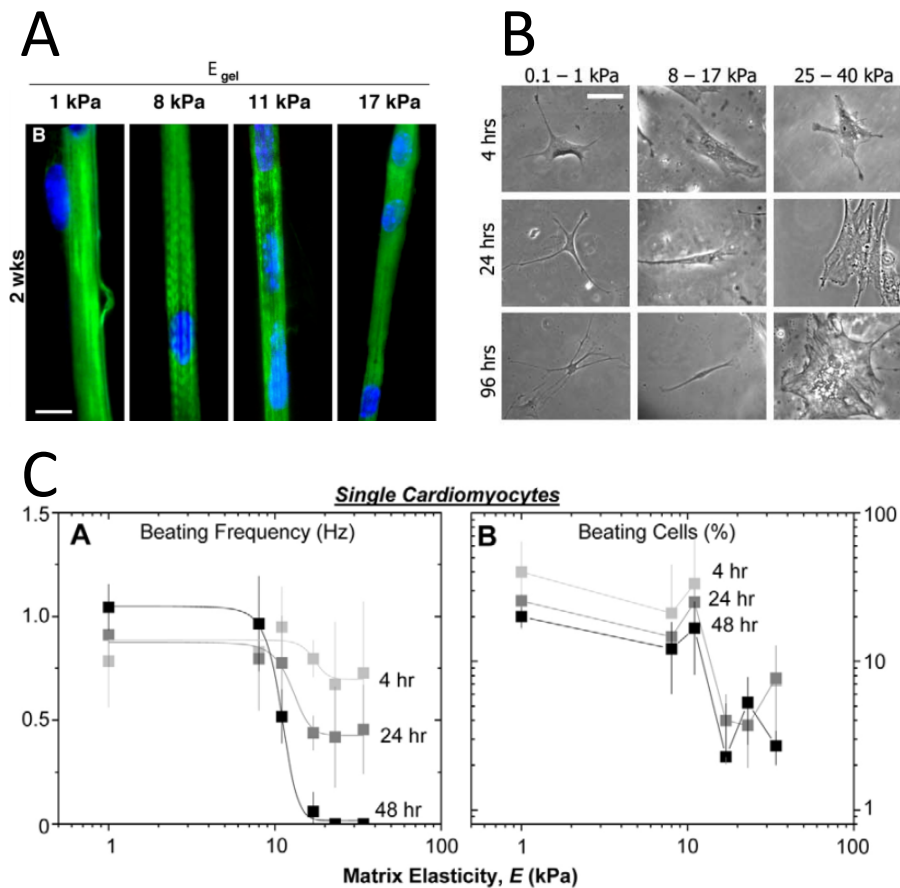 A
E gel
1 kPa 8 kPa 11 kPa 17 kPa
B
2 wks
B
0.1 – 1 kPa 8 – 17 kPa 25 – 40 kPa
4 hrs
24 hrs
96 hrs
C
Single Cardiomyocytes
A Beating Frequency (Hz)
1.5
1.0
0.5
0
4 hr
24 hr
48 hr
1 10 100
B Beating Cells (%)
100
10
1
4 hr
24 hr
48 hr
1 10 100
Matrix Elasticity, E (kPa)